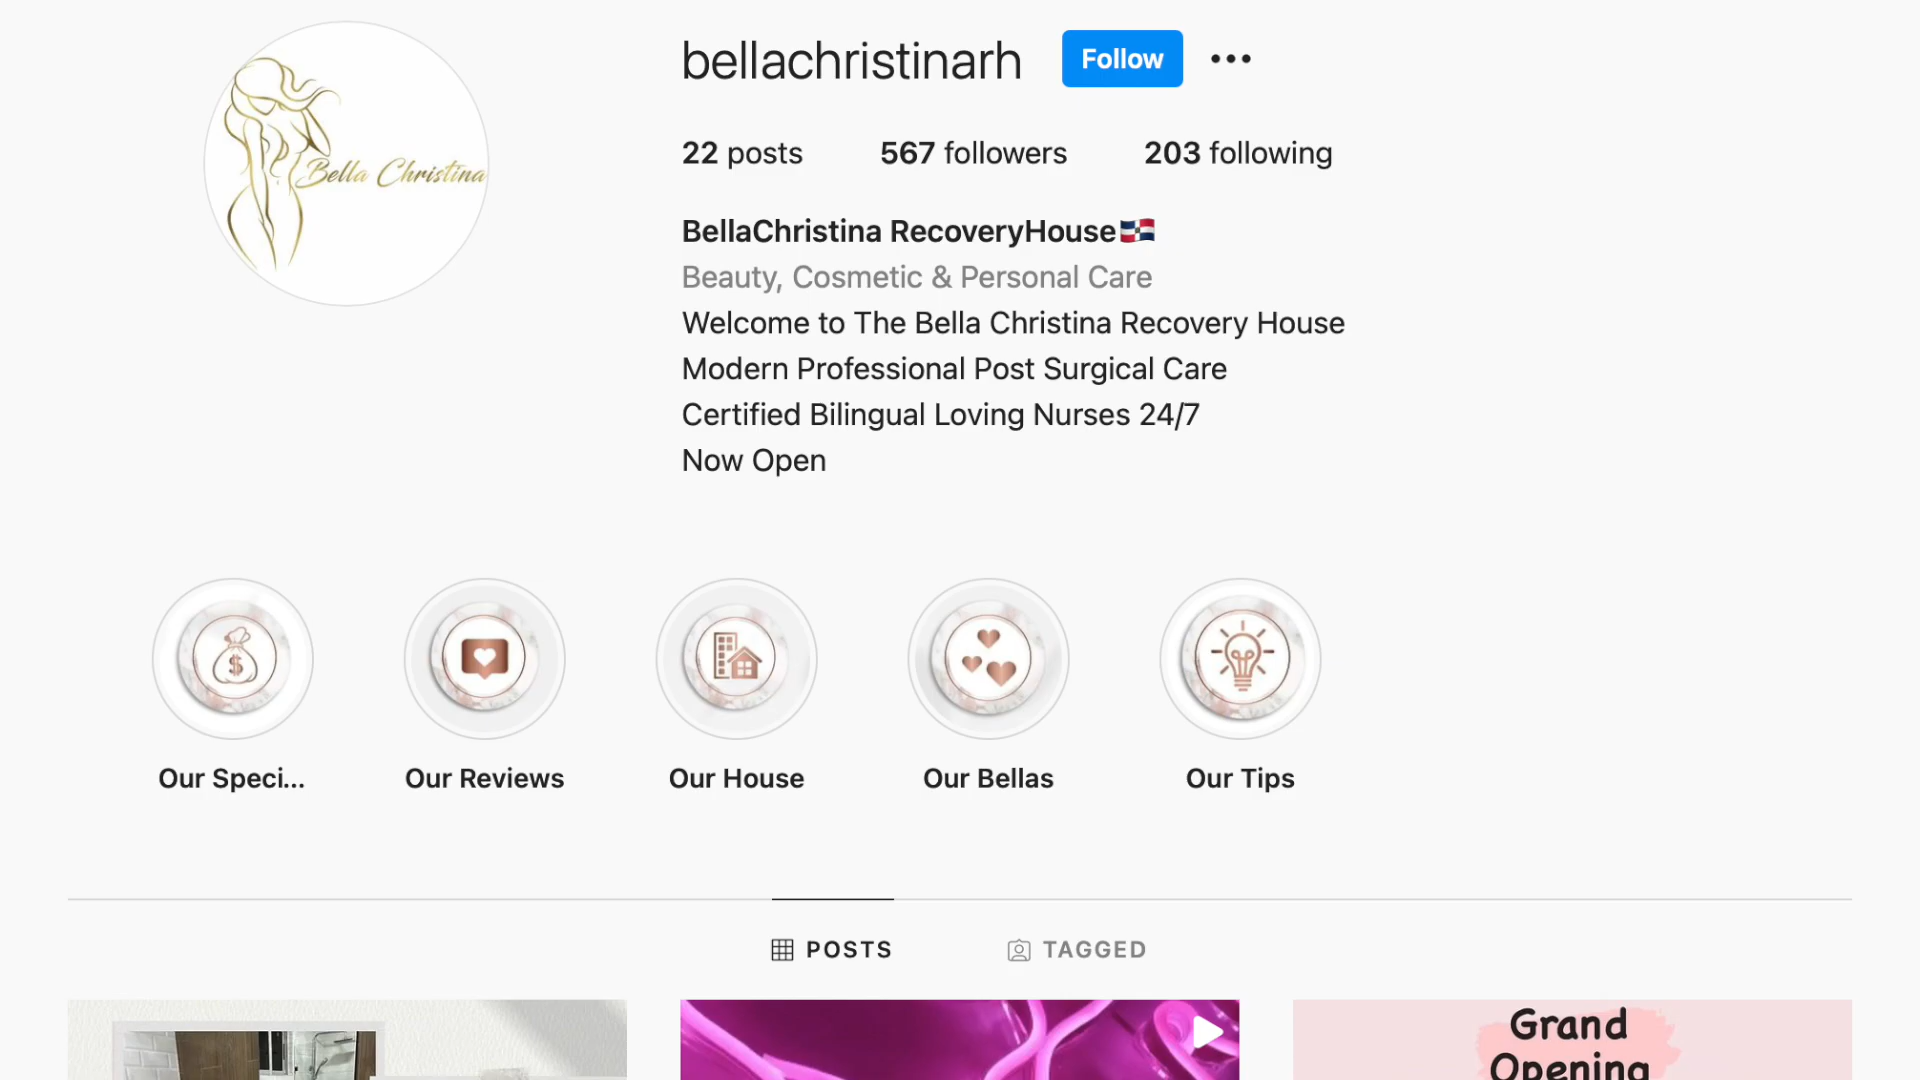 bellachristinarh
Follow
22 posts
567 followers
203 following
Bella Christina
BellaChristina RecoveryHouse🇩🇴
Beauty, Cosmetic & Personal Care
Welcome to The Bella Christina Recovery House
Modern Professional Post Surgical Care
Certified Bilingual Loving Nurses 24/7
Now Open
$
Our Speci...
Our Reviews
Our House
Our Bellas
Our Tips
POSTS
TAGGED
Grand
Opening